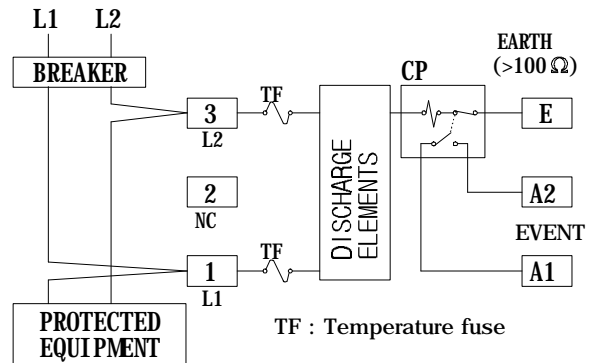 L1 L2
BREAKER
EARTH
(>100Ω)
CP
TF
3
L2
E
2
NC
DISCHARGE
ELEMENTS
A2
EVENT
TF
1
L1
A1
PROTECTED
EQUIPMENT
TF : Temperature fuse